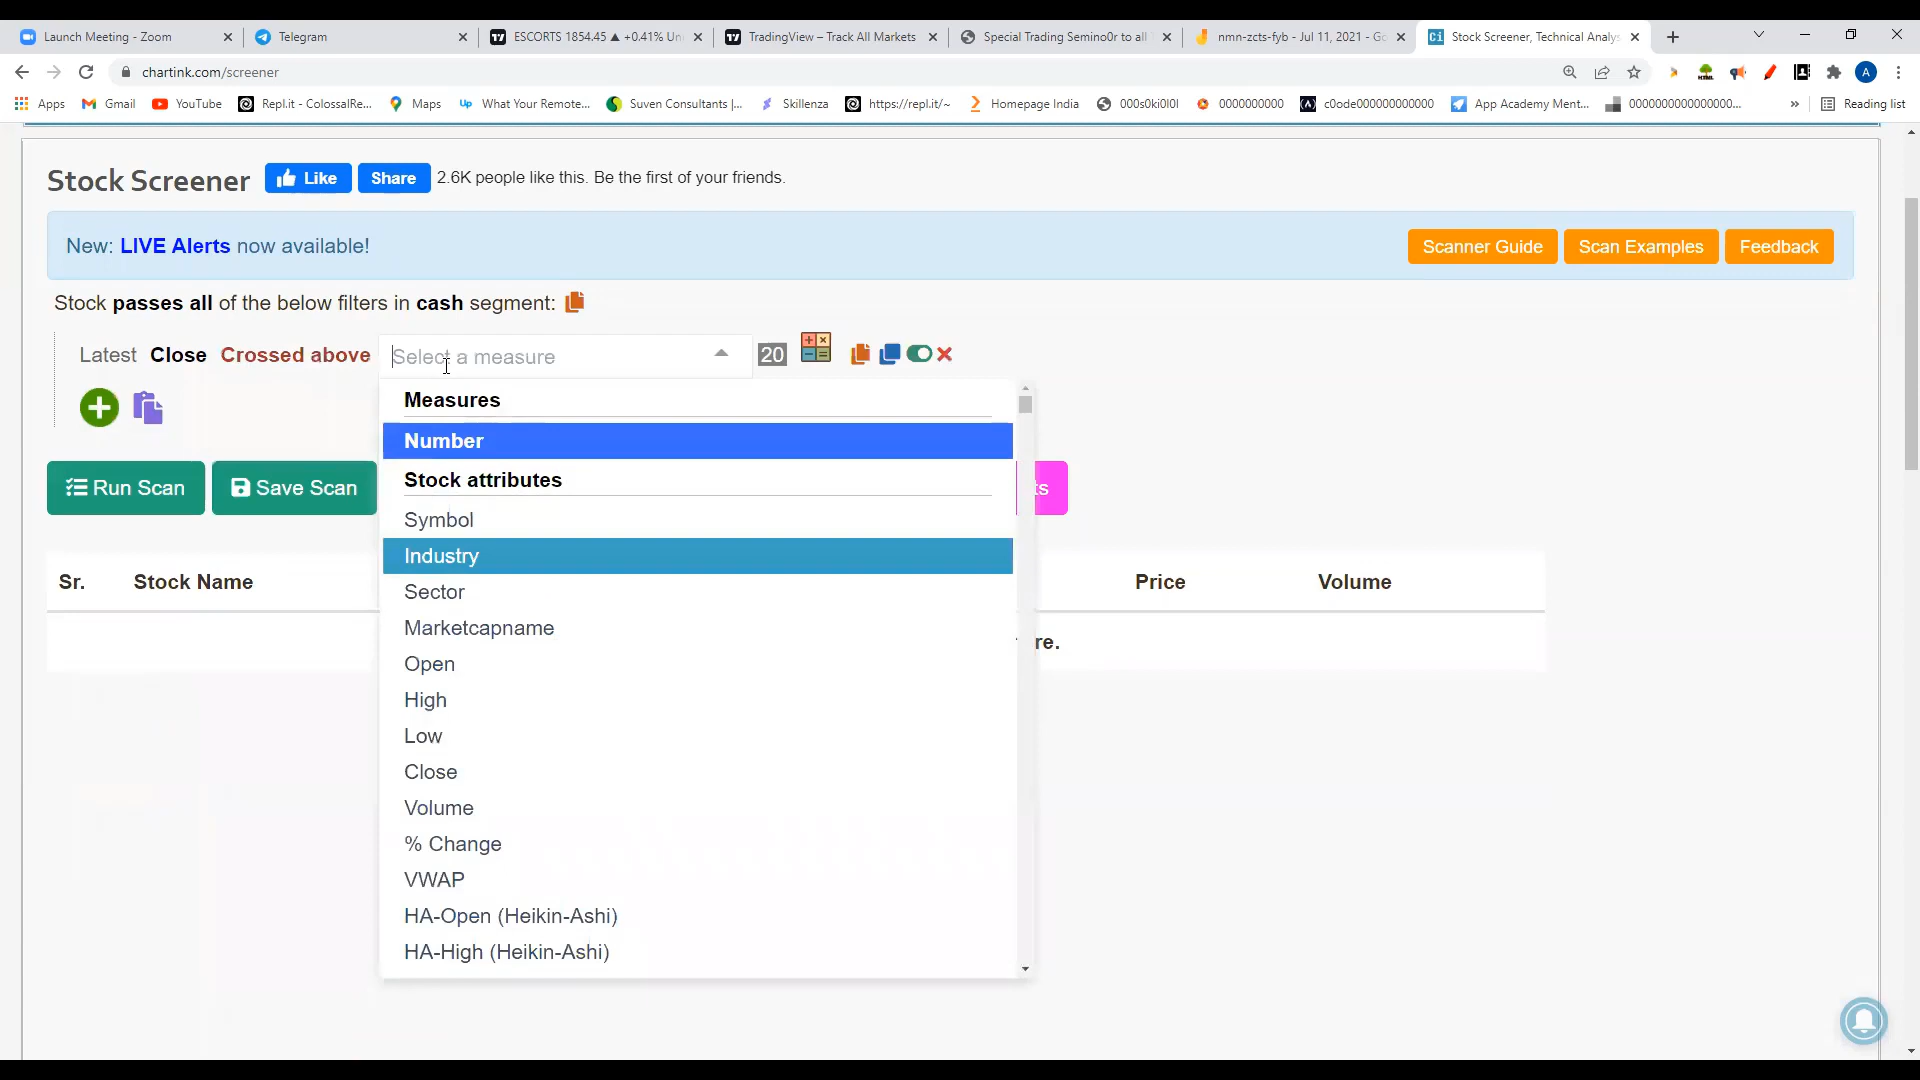 Launch Meeting - Zoom
Telegram
ESCORTS 1854.45 ▲ +0.41% Un
TradingView – Track All Markets
Special Trading Semino0r to all
nmn-zcts-fyb - Jul 11, 2021 - Go
Stock Screener, Technical Analys
chartink.com/screener
A
Apps
Gmail
YouTube
Repl.it - ColossalRe...
Maps
What Your Remote...
Suven Consultants |...
Skillenza
https://repl.it/~
Homepage India
000s0ki0l0l
0000000000
c0ode000000000000
App Academy Ment...
0000000000000000...
»
Reading list
Stock Screener
Like
Share
2.6K people like this. Be the first of your friends.
New: LIVE Alerts now available!
Scanner Guide
Scan Examples
Feedback
Stock passes all of the below filters in cash segment:
Latest Close Crossed above
Select a measure
20
Measures
Number
Stock attributes
Symbol
Industry
Sector
Marketcapname
Open
High
Low
Close
Volume
% Change
VWAP
HA-Open (Heikin-Ashi)
HA-High (Heikin-Ashi)
Run Scan
Save Scan
ts
Sr.
Stock Name
Price
Volume
re.